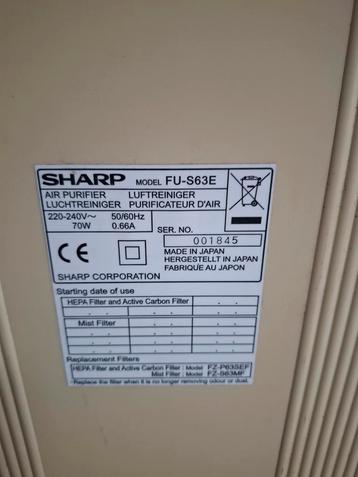 SHARP MODEL FU-S63E
AIR PURIFIER LUFTREINIGER
LUCHTREINIGER PURIFICATEUR D'AIR
220-240V~ 50/60Hz
70W 0.66A
SER. NO. 001845
MADE IN JAPAN
HERGESTELLT IN JAPAN
FABRIQUE AU JAPON
CE
SHARP CORPORATION
Starting date of use
HEPA Filter and Active Carbon Filter
Mist Filter
Replacement Filters
HEPA Filter and Active Carbon Filter : Model FZ-P63SEF
Mist Filter : Model FZ-S63MF
Replace the filter when it is no longer removing odour or dust.